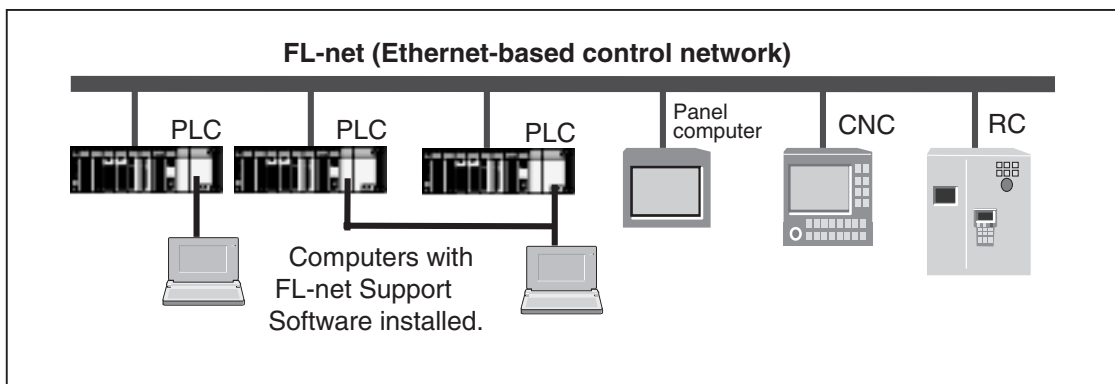 FL-net (Ethernet-based control network)
PLC
PLC
PLC
Panel
computer
CNC
RC
Computers with
FL-net Support
Software installed.